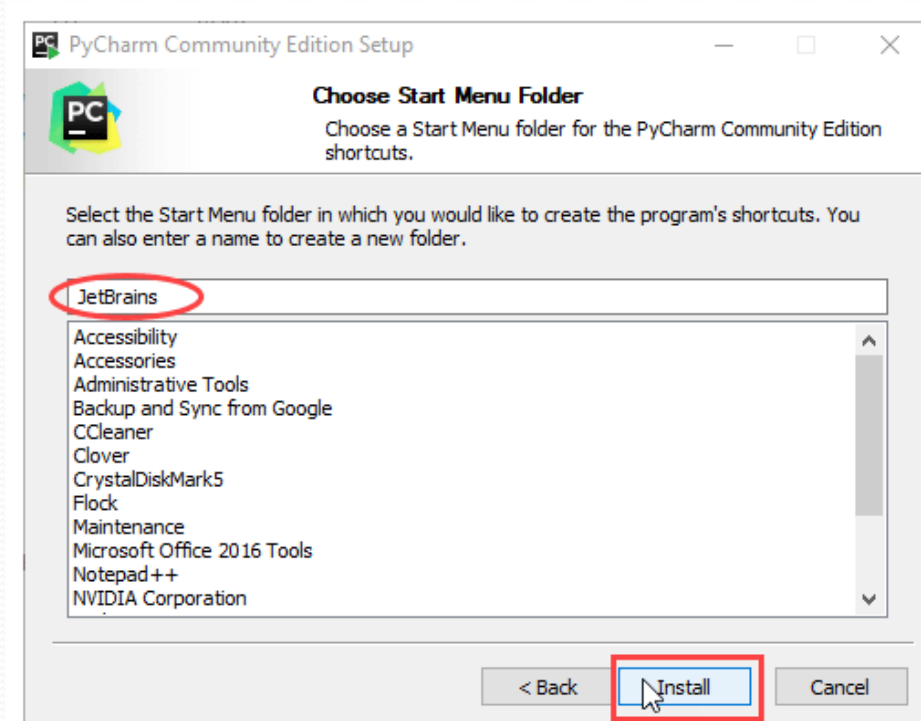 PC PyCharm Community Edition Setup
PC
Choose Start Menu Folder
Choose a Start Menu folder for the PyCharm Community Edition
shortcuts.
Select the Start Menu folder in which you would like to create the program's shortcuts. You
can also enter a name to create a new folder.
JetBrains
Accessibility
Accessories
Administrative Tools
Backup and Sync from Google
CCleaner
Clover
CrystalDiskMark5
Flock
Maintenance
Microsoft Office 2016 Tools
Notepad++
NVIDIA Corporation
< Back Install Cancel